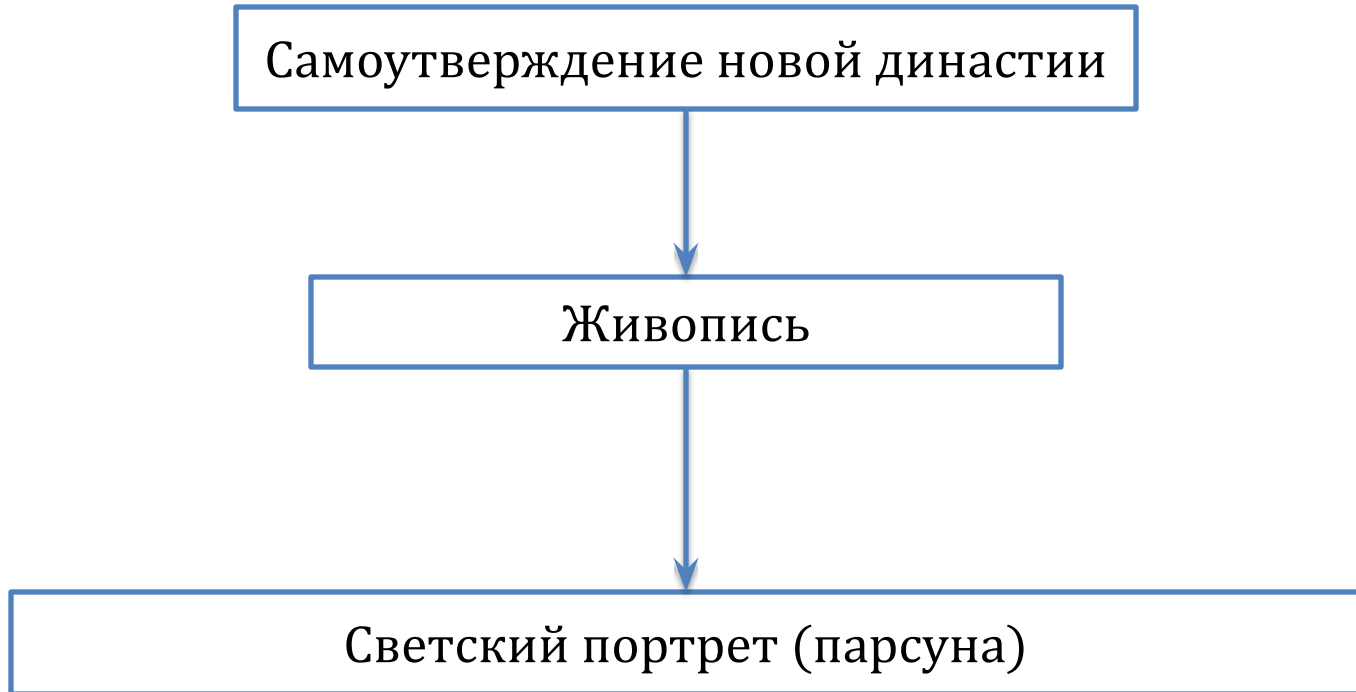 Самоутверждение новой династии
Живопись
Светский портрет (парсуна)